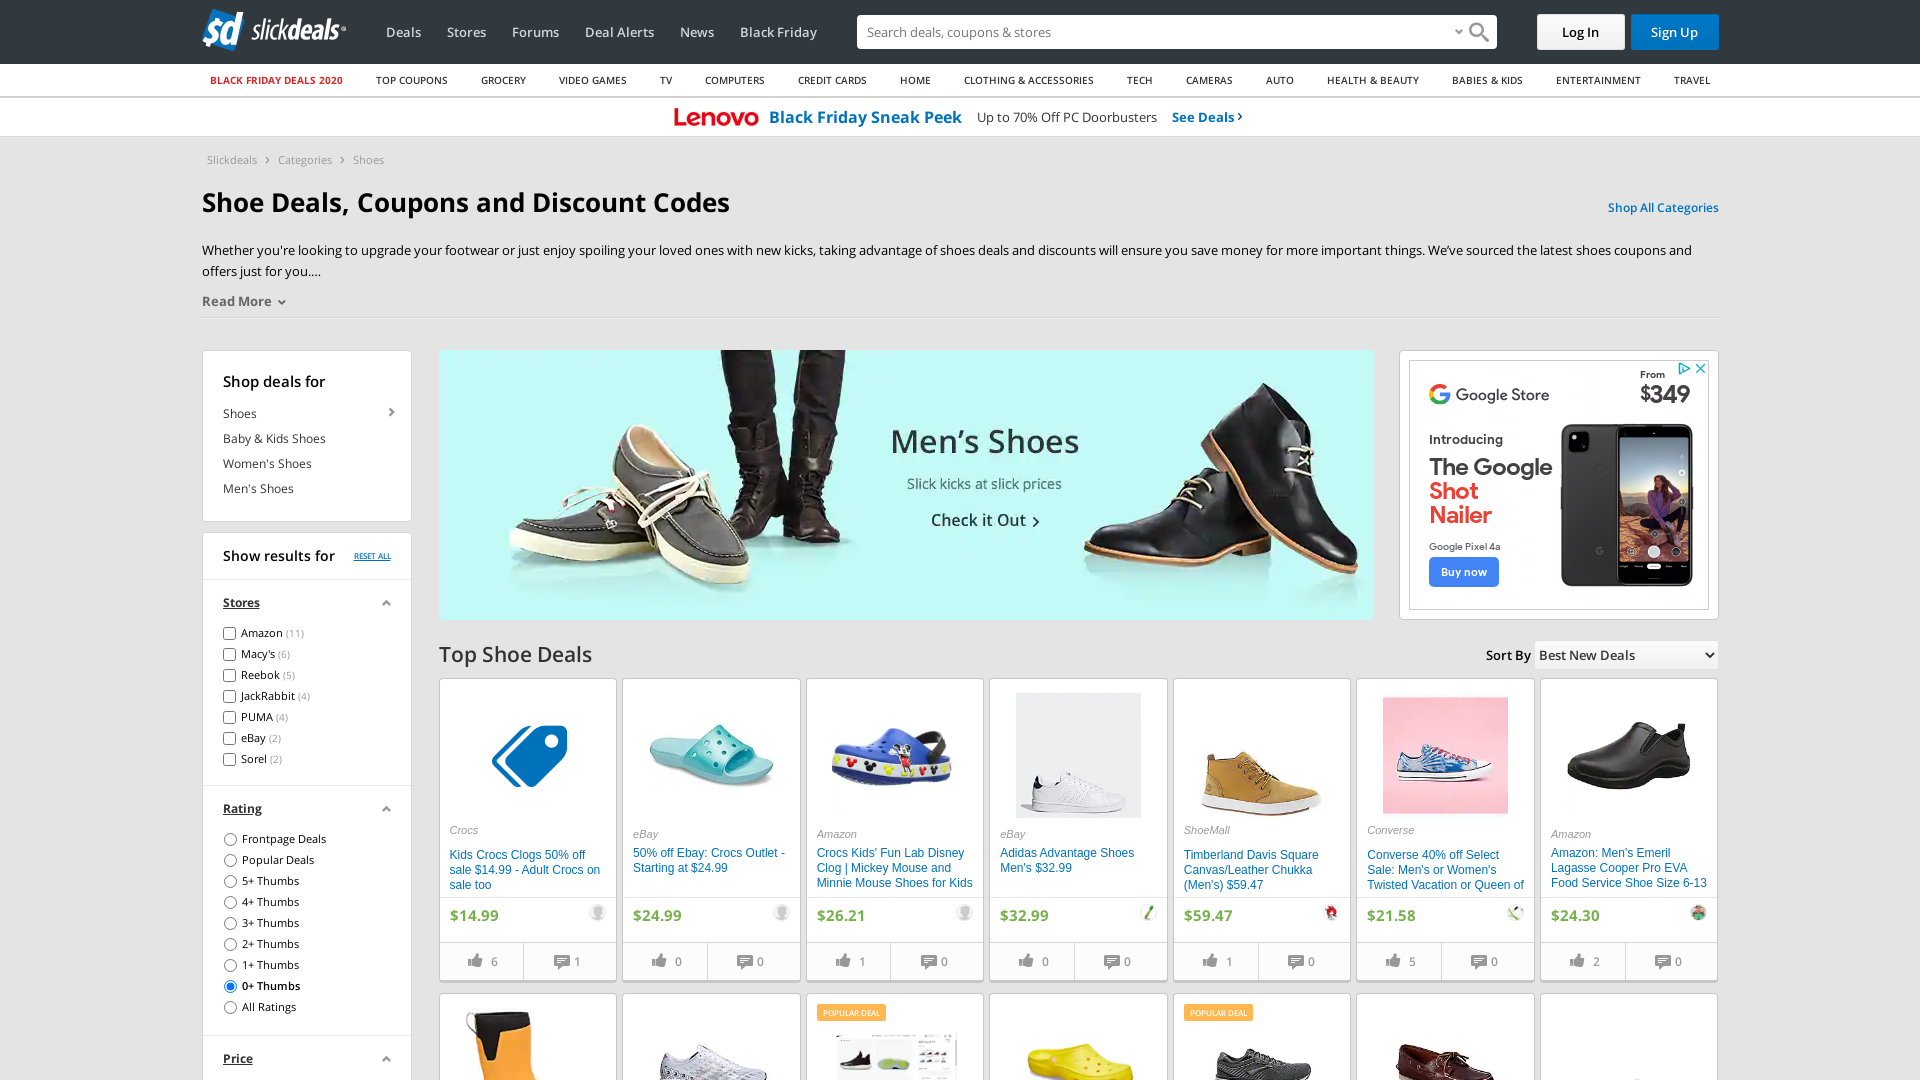 sd slickdeals
Deals
Stores
Forums
Deal Alerts
News
Black Friday
Search deals, coupons & shares
Log In
Sign Up
BLACK FRIDAY DEALS 2020
TOP COUPONS
GROCERY
VIDEO GAMES
TV
COMPUTERS
CREDIT CARDS
HOME
CLOTHING & ACCESSORIES
TECH
CAMERAS
AUTO
HEALTH & BEAUTY
BABIES & KIDS
ENTERTAINMENT
TRAVEL
Lenovo Black Friday Sneak Peek Up to 70% Off PC Doorbusters See Deals
Slickdeals
Categories
Shoes
Shoe Deals, Coupons and Discount Codes
Shop All Categories
Whether you're looking to upgrade your footwear or just enjoy spoiling your loved ones with new kicks, taking advantage of shoes deals and discounts will ensure you save money for more important things. We've sourced the latest shoes coupons and
offers just for you....
Read More
Shop deals for
Shoes
Baby & Kids Shoes
Women's Shoes
Men's Shoes
Show results for
RESET ALL
Stores
Amazon (11)
Macy's (6)
Reebok (5)
JackRabbit (4)
PUMA (4)
eBay (2)
Sorel (2)
Rating
Frontpage Deals
Popular Deals
5+ Thumbs
4+ Thumbs
3+ Thumbs
2+ Thumbs
1+ Thumbs
0+ Thumbs
All Ratings
Price
Men's Shoes
Slick kicks at slick prices
Check it Out
Google Store
From
$349
Introducing
The Google
Shot
Nailer
Google Pixel 4a
Buy now
Top Shoe Deals
Sort By
Best New Deals
Crocs
Kids Crocs Clogs 50% off
sale $14.99 - Adult Crocs on
sale too
$14.99
6
1
eBay
50% off Ebay: Crocs Outlet -
Starting at $24.99
$24.99
0
0
Amazon
Crocs Kids' Fun Lab Disney
Clog | Mickey Mouse and
Minnie Mouse Shoes for Kids
$26.21
1
0
eBay
Adidas Advantage Shoes
Men's $32.99
$32.99
0
0
ShoeMall
Timberland Davis Square
Canvas/Leather Chukka
(Men's) $59.47
$59.47
1
0
Converse
Converse 40% off Select
Sale: Men's or Women's
Twisted Vacation or Queen of
$21.58
5
0
Amazon
Amazon: Men's Emeril
Lagasse Cooper Pro EVA
Food Service Shoe Size 6-13
$24.30
2
0
POPULAR DEAL
POPULAR DEAL